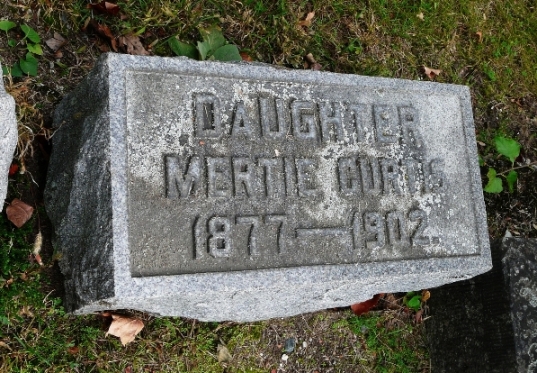 DAUGHTER
MERTIE CURTIS
1877—1902.